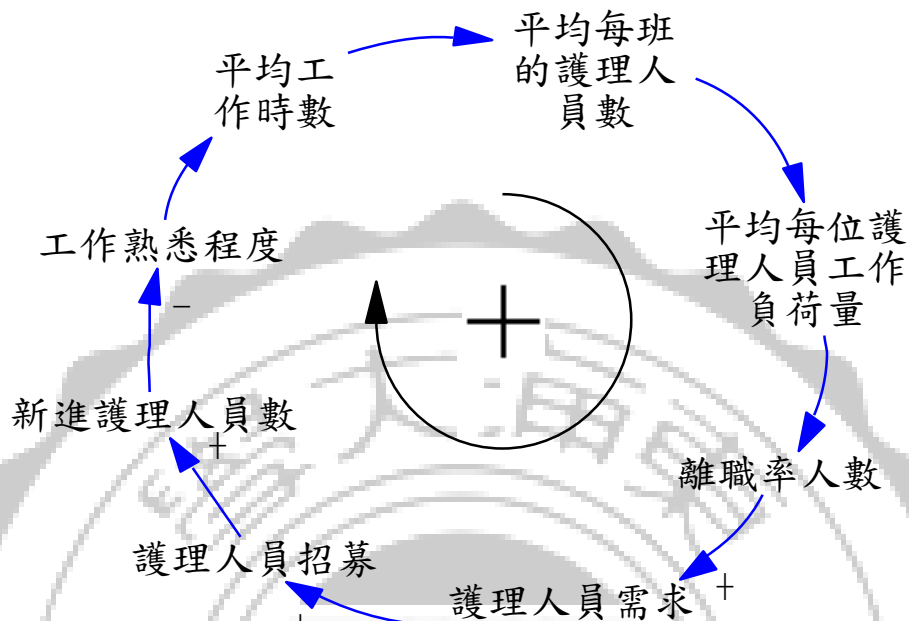 平均工
作時數
平均每班
的護理人
員數
平均每位護
理人員工作
負荷量
離職率人數
+
護理人員需求
護理人員招募
+
新進護理人員數
−
工作熟悉程度
+